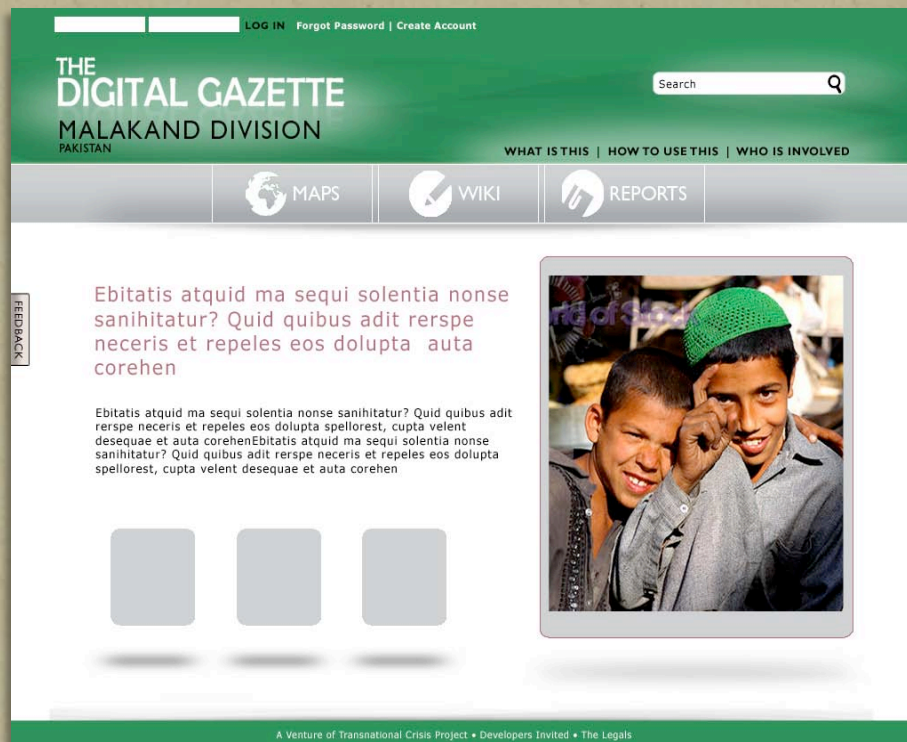 LOG IN Forgot Password | Create Account
THE
DIGITAL GAZETTE
MALAKAND DIVISION
PAKISTAN
Search
WHAT IS THIS | HOW TO USE THIS | WHO IS INVOLVED
MAPS WIKI REPORTS
FEEDBACK
Ebitatis atquid ma sequi solentia nonse
sanihitatur? Quid quibus adit rerspe
neceris et repeles eos dolupta auta
corehen
Ebitatis atquid ma sequi solentia nonse sanihitatur? Quid quibus adit
rerspe neceris et repeles eos dolupta spellorest, cupta velent
desequae et auta corehenEbitatis atquid ma sequi solentia nonse
sanihitatur? Quid quibus adit rerspe neceris et repeles eos dolupta
spellorest, cupta velent desequae et auta corehen
A Venture of Transnational Crisis Project • Developers Invited • The Legals